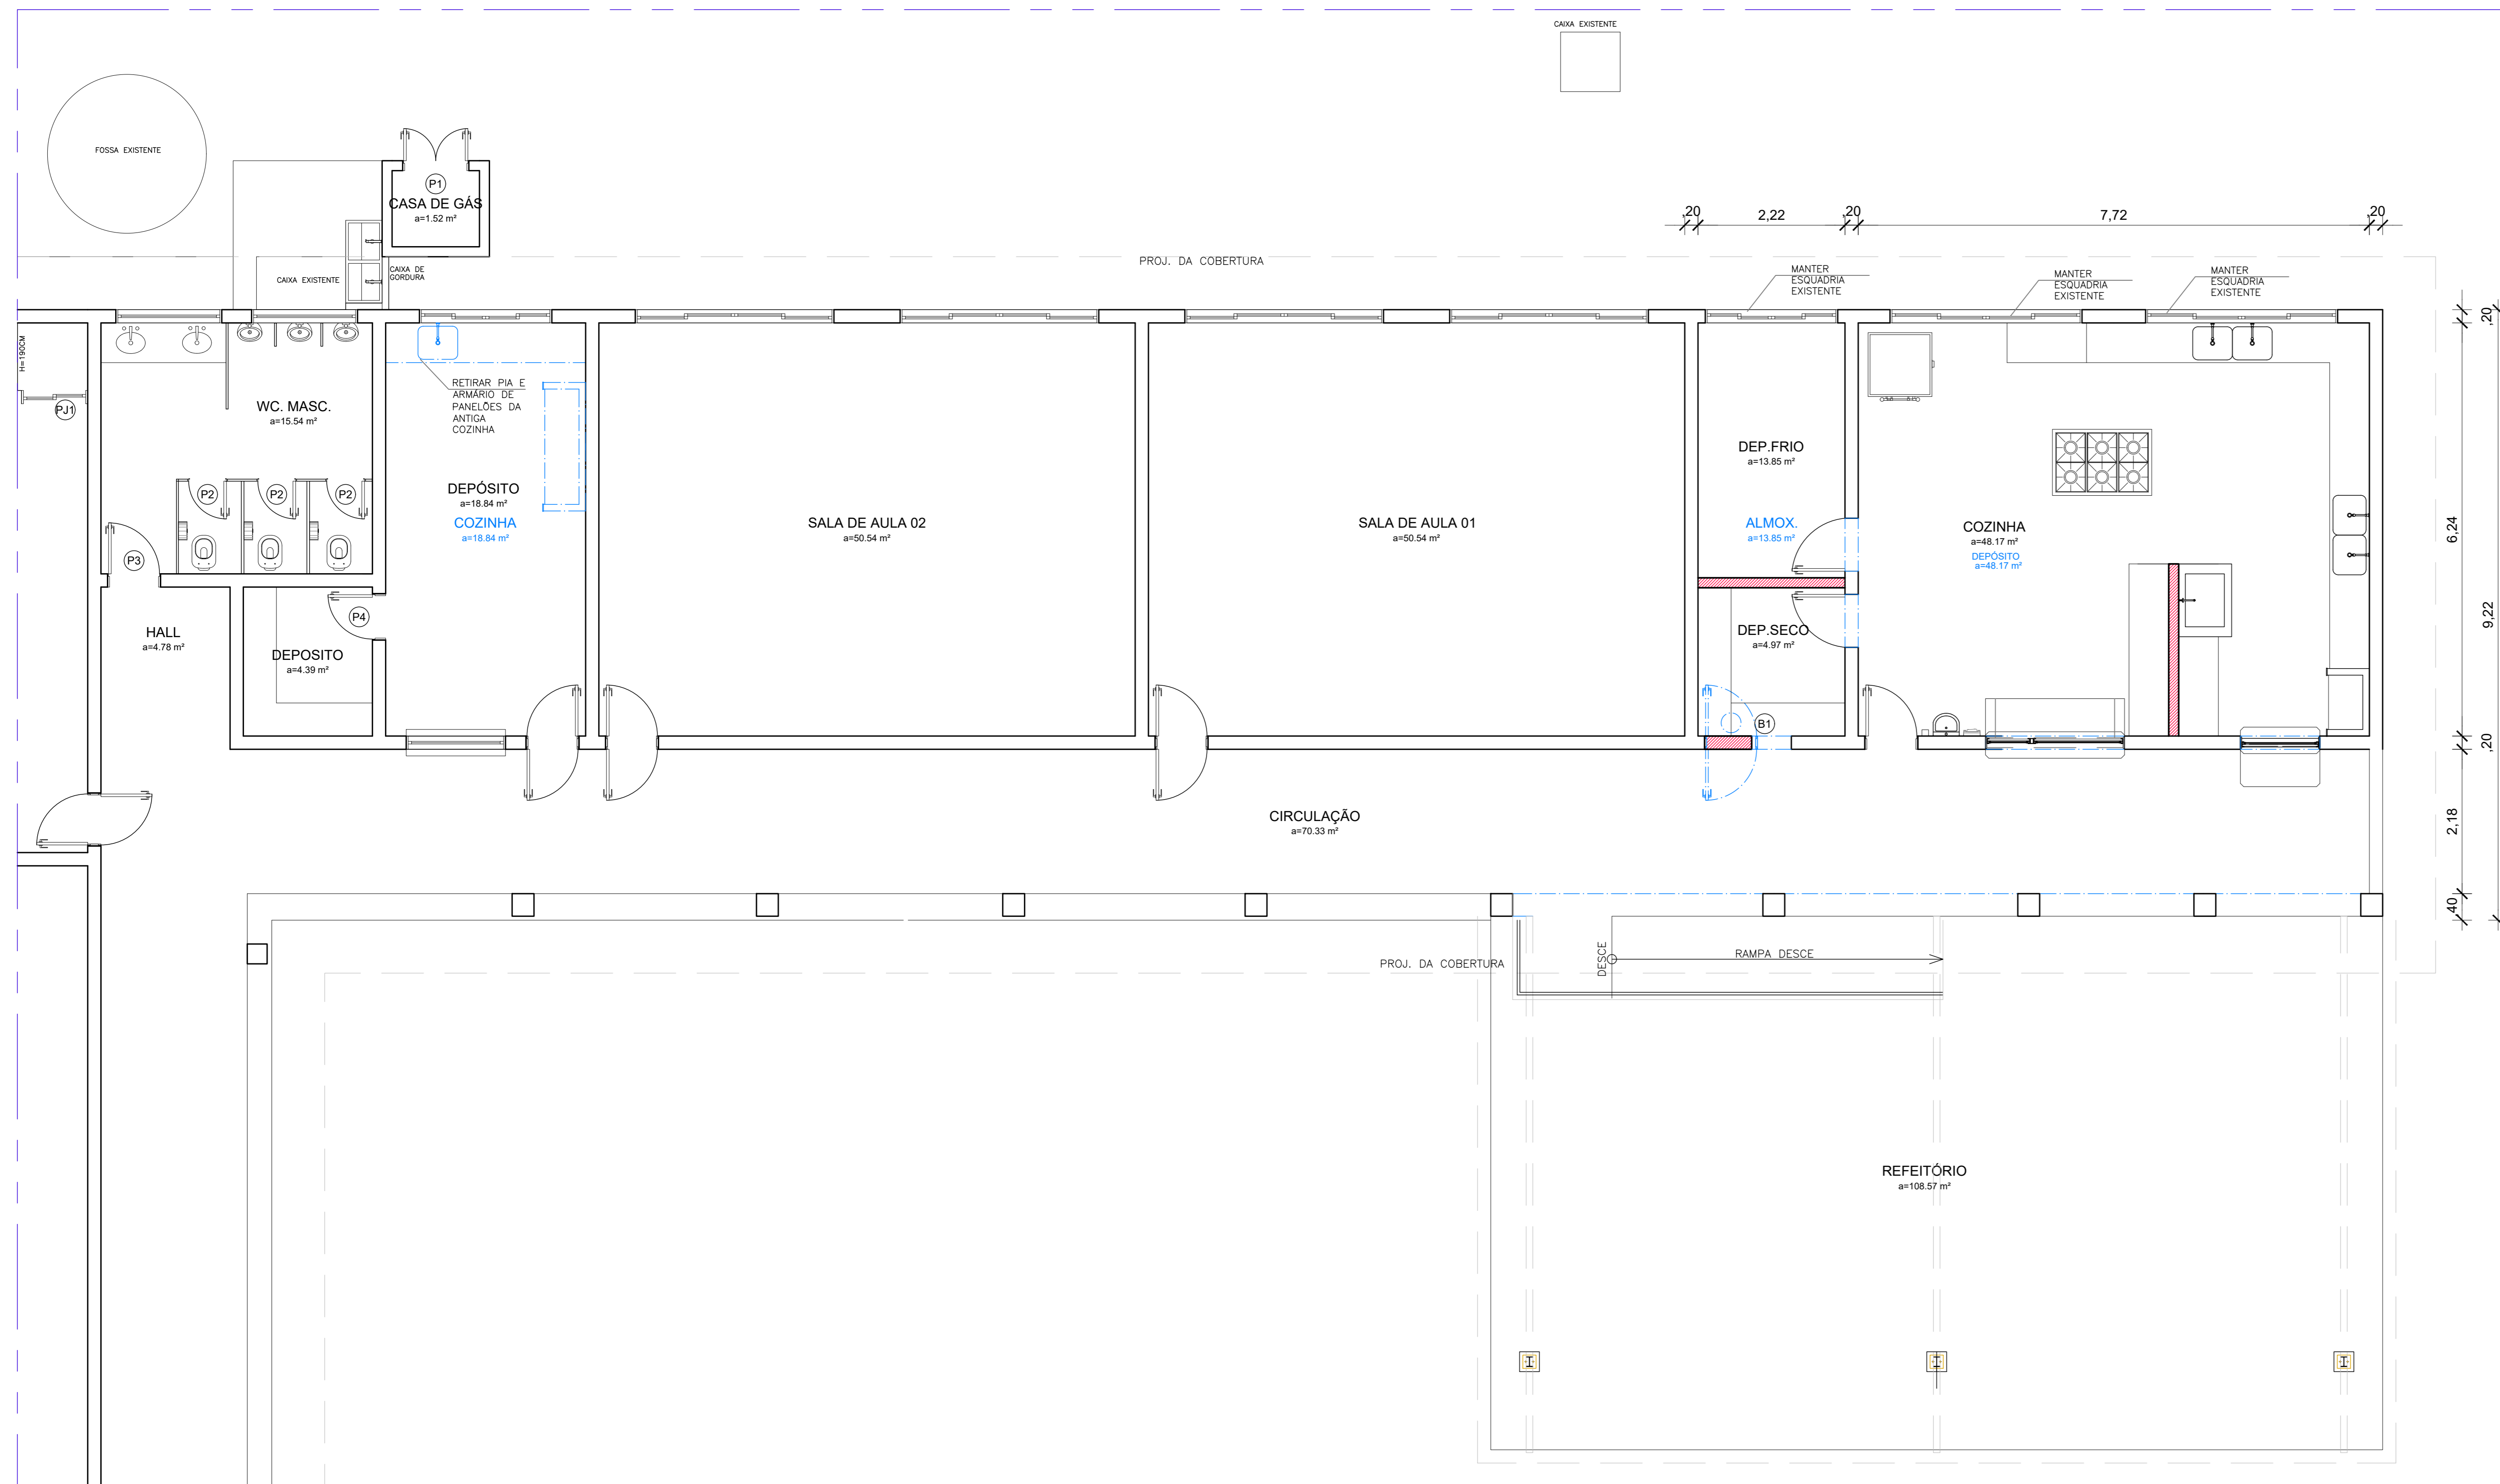 CAIXA EXISTENTE
FOSSA EXISTENTE
P1
CASA DE GÁS
a=1.52 m²
CAIXA EXISTENTE
CAIXA DE
GORDURA
PROJ. DA COBERTURA
,20
2,22
,20
7,72
,20
MANTER
ESQUADRIA
EXISTENTE
MANTER
ESQUADRIA
EXISTENTE
MANTER
ESQUADRIA
EXISTENTE
,20
H=190CM
PJ1
WC. MASC.
a=15.54 m²
RETIRAR PIA E
ARMÁRIO DE
PANELÕES DA
ANTIGA
COZINHA
P2
P2
P2
P3
DEPÓSITO
a=18.84 m²
COZINHA
a=18.84 m²
SALA DE AULA 02
a=50.54 m²
SALA DE AULA 01
a=50.54 m²
DEP.FRIO
a=13.85 m²
ALMOX.
a=13.85 m²
COZINHA
a=48.17 m²
DEPÓSITO
a=48.17 m²
6,24
9,22
P4
HALL
a=4.78 m²
DEPOSITO
a=4.39 m²
DEP.SECO
a=4.97 m²
B1
,20
CIRCULAÇÃO
a=70.33 m²
2,18
40
PROJ. DA COBERTURA
DESCE
RAMPA DESCE
REFEITÓRIO
a=108.57 m²